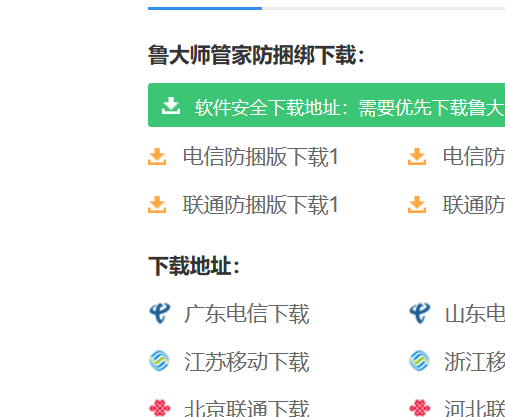 鲁大师管家防捆绑下载：
软件安全下载地址：需要优先下载鲁大
电信防捆版下载1 电信防
联通防捆版下载1 联通防
下载地址：
广东电信下载 山东电
江苏移动下载 浙江移
北京联通下载 河北联